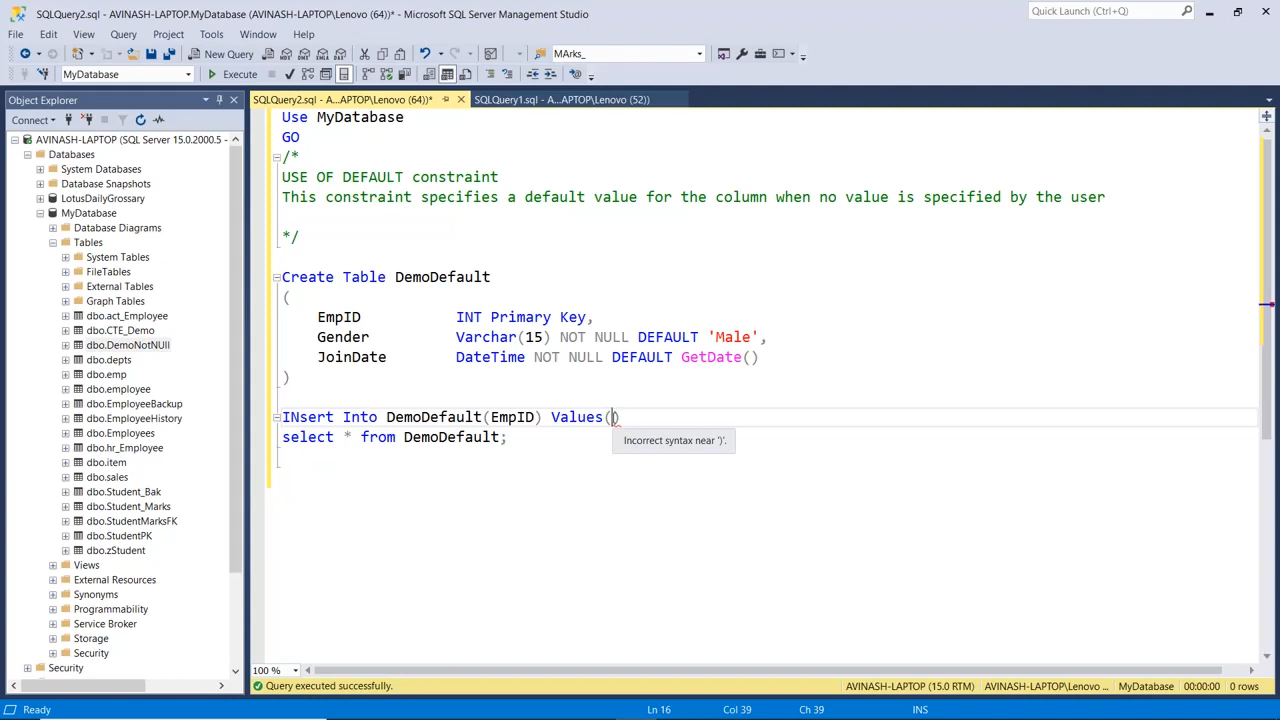 SQLQuery2.sql - AVINASH-LAPTOP.MyDatabase (AVINASH-LAPTOP\Lenovo (64))* - Microsoft SQL Server Management Studio
Quick Launch (Ctrl+Q)
File Edit View Query Project Tools Window Help
New Query
MArks_
MyDatabase
Execute
Object Explorer
SQLQuery2.sql - A...APTOP\Lenovo (64))*
SQLQuery1.sql - A...APTOP\Lenovo (52))
Connect
AVINASH-LAPTOP (SQL Server 15.0.2000.5 -
Databases
System Databases
Database Snapshots
LotusDailyGrossary
MyDatabase
Database Diagrams
Tables
System Tables
FileTables
External Tables
Graph Tables
dbo.act_Employee
dbo.CTE_Demo
dbo.DemoNotNUll
dbo.depts
dbo.emp
dbo.employee
dbo.EmployeeBackup
dbo.EmployeeHistory
dbo.Employees
dbo.hr_Employee
dbo.item
dbo.sales
dbo.Student_Bak
dbo.Student_Marks
dbo.StudentMarksFK
dbo.StudentPK
dbo.zStudent
Views
External Resources
Synonyms
Programmability
Service Broker
Storage
Security
Security
Use MyDatabase
GO
/*
USE OF DEFAULT constraint
This constraint specifies a default value for the column when no value is specified by the user
*/
Create Table DemoDefault
(
EmpID INT Primary Key,
Gender Varchar(15) NOT NULL DEFAULT 'Male',
JoinDate DateTime NOT NULL DEFAULT GetDate()
)
INsert Into DemoDefault(EmpID) Values()
Incorrect syntax near ')'.
select * from DemoDefault;
100 %
Query executed successfully.
AVINASH-LAPTOP (15.0 RTM) AVINASH-LAPTOP\Lenovo ... MyDatabase 00:00:00 0 rows
Ready Ln 16 Col 39 Ch 39 INS